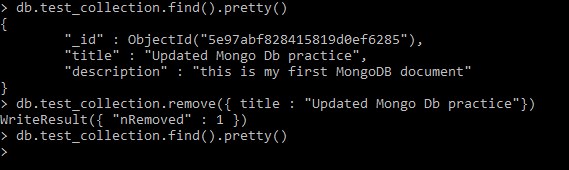 > db.test_collection.find().pretty()
{
        "_id" : ObjectId("5e97abf828415819d0ef6285"),
        "title" : "Updated Mongo Db practice",
        "description" : "this is my first MongoDB document"
}
> db.test_collection.remove({ title : "Updated Mongo Db practice"})
WriteResult({ "nRemoved" : 1 })
> db.test_collection.find().pretty()
>